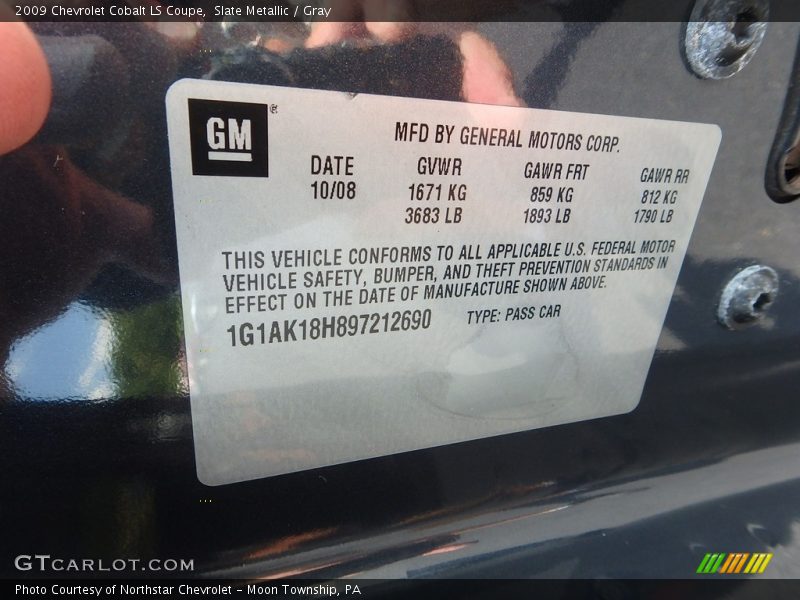 2009 Chevrolet Cobalt LS Coupe, Slate Metallic / Gray
GM ®
MFD BY GENERAL MOTORS CORP.
DATE GVWR GAWR FRT GAWR RR
10/08 1671 KG 859 KG 812 KG
3683 LB 1893 LB 1790 LB
THIS VEHICLE CONFORMS TO ALL APPLICABLE U.S. FEDERAL MOTOR
VEHICLE SAFETY, BUMPER, AND THEFT PREVENTION STANDARDS IN
EFFECT ON THE DATE OF MANUFACTURE SHOWN ABOVE.
1G1AK18H897212690 TYPE: PASS CAR
GTCARLOT.COM
Photo Courtesy of Northstar Chevrolet - Moon Township, PA